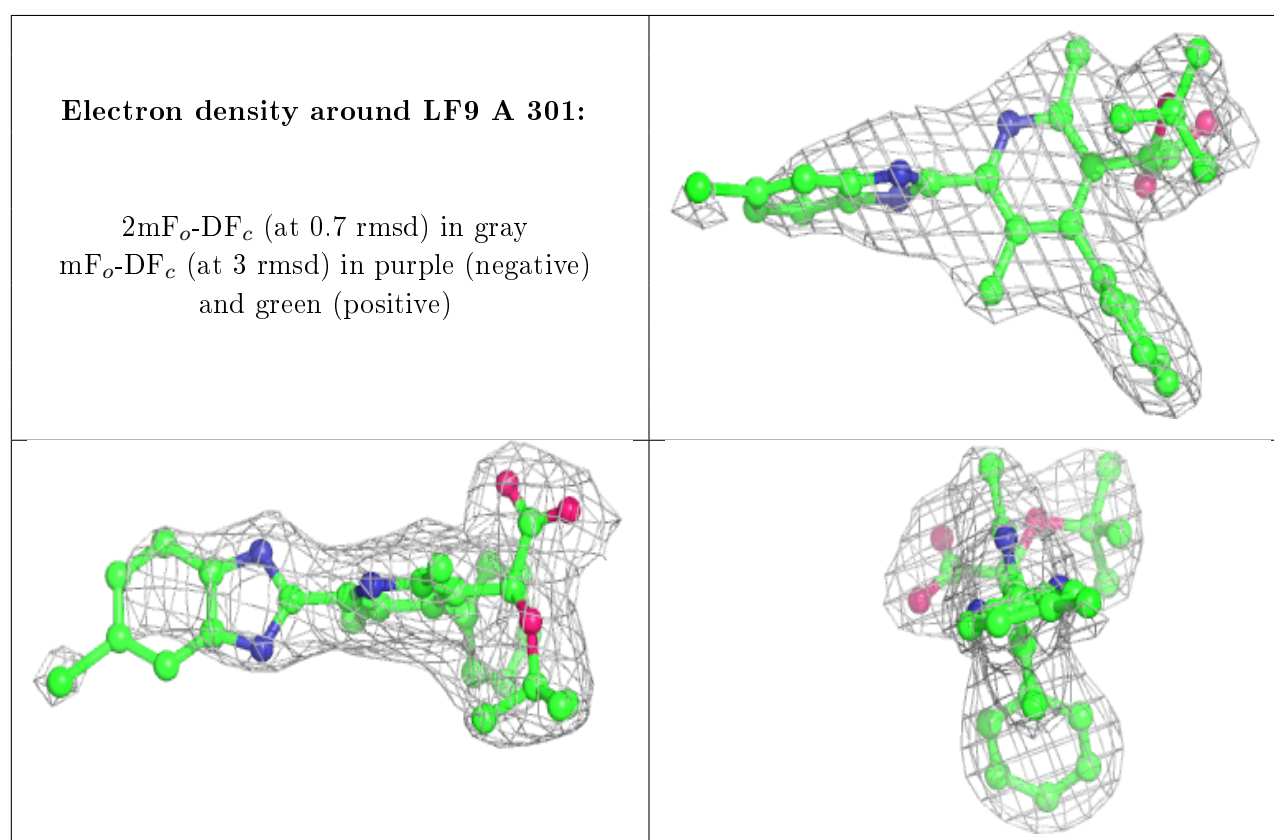 Electron density around LF9 A 301:
2mFₒ-DF𝒸 (at 0.7 rmsd) in gray
mFₒ-DF𝒸 (at 3 rmsd) in purple (negative)
and green (positive)